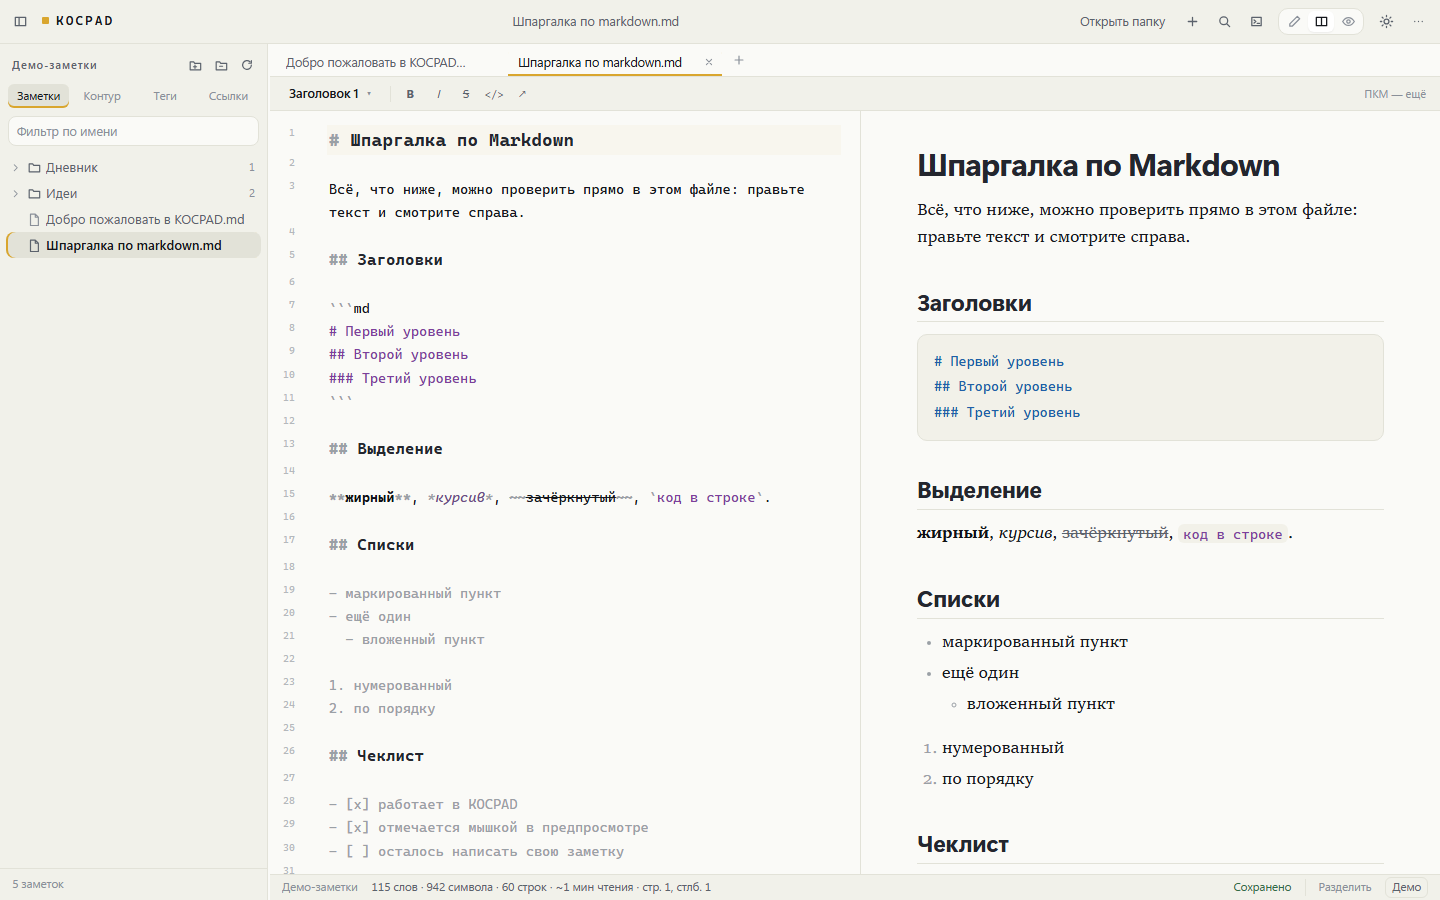 КОСРАД
Шпаргалка по markdown.md
Открыть папку
Демо-заметки
Заметки
Контур
Теги
Ссылки
Фильтр по имени
Дневник 1
Идеи 2
Добро пожаловать в КОСРАД.md
Шпаргалка по markdown.md
5 заметок
Добро пожаловать в КОСРАД...
Шпаргалка по markdown.md
Заголовок 1
B I S </>
ПКМ — ещё
1 # Шпаргалка по Markdown
2
3 Всё, что ниже, можно проверить прямо в этом файле: правьте
текст и смотрите справа.
4
5 ## Заголовки
6
7 ```md
8 # Первый уровень
9 ## Второй уровень
10 ### Третий уровень
11 ```
12
13 ## Выделение
14
15 **жирный**, *курсив*, ~~зачёркнутый~~, `код в строке`.
16
17 ## Списки
18
19 - маркированный пункт
20 - ещё один
21 - вложенный пункт
22
23 1. нумерованный
24 2. по порядку
25
26 ## Чеклист
27
28 - [x] работает в КОСРАД
29 - [x] отмечается мышкой в предпросмотре
30 - [ ] осталось написать свою заметку
31
Шпаргалка по Markdown
Всё, что ниже, можно проверить прямо в этом файле:
правьте текст и смотрите справа.
Заголовки
# Первый уровень
## Второй уровень
### Третий уровень
Выделение
жирный, курсив, зачёркнутый, код в строке.
Списки
маркированный пункт
ещё один
вложенный пункт
1. нумерованный
2. по порядку
Чеклист
Демо-заметки
115 слов · 942 символа · 60 строк · ~1 мин чтения · стр. 1, стлб. 1
Сохранено
Разделить
Демо